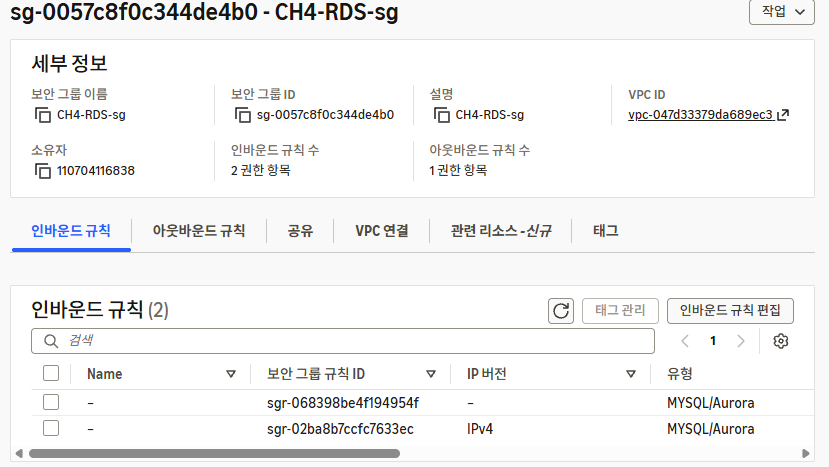 sg-0057c8f0c344de4b0 - CH4-RDS-sg
작업
세부 정보
보안 그룹 이름 보안 그룹 ID 설명 VPC ID
CH4-RDS-sg sg-0057c8f0c344de4b0 CH4-RDS-sg vpc-047d33379da689ec3
소유자 인바운드 규칙 수 아웃바운드 규칙 수
110704116838 2 권한 항목 1 권한 항목
인바운드 규칙 아웃바운드 규칙 공유 VPC 연결 관련 리소스 -신규 태그
인바운드 규칙 (2) 태그 관리 인바운드 규칙 편집
검색 1
Name 보안 그룹 규칙 ID IP 버전 유형
– sgr-068398be4f194954f – MYSQL/Aurora
– sgr-02ba8b7ccfc7633ec IPv4 MYSQL/Aurora